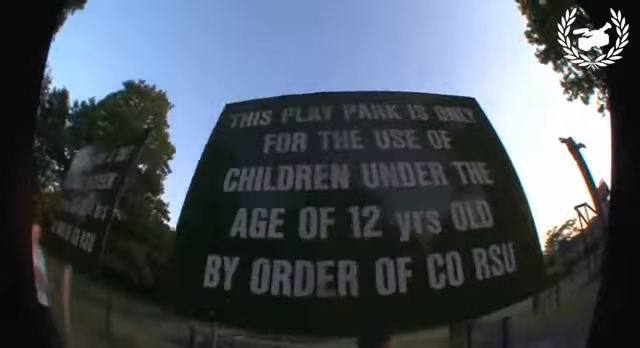 THIS PLAY PARK IS ONLY
FOR THE USE OF
CHILDREN UNDER THE
AGE OF 12 yrs OLD
BY ORDER OF CO RSU